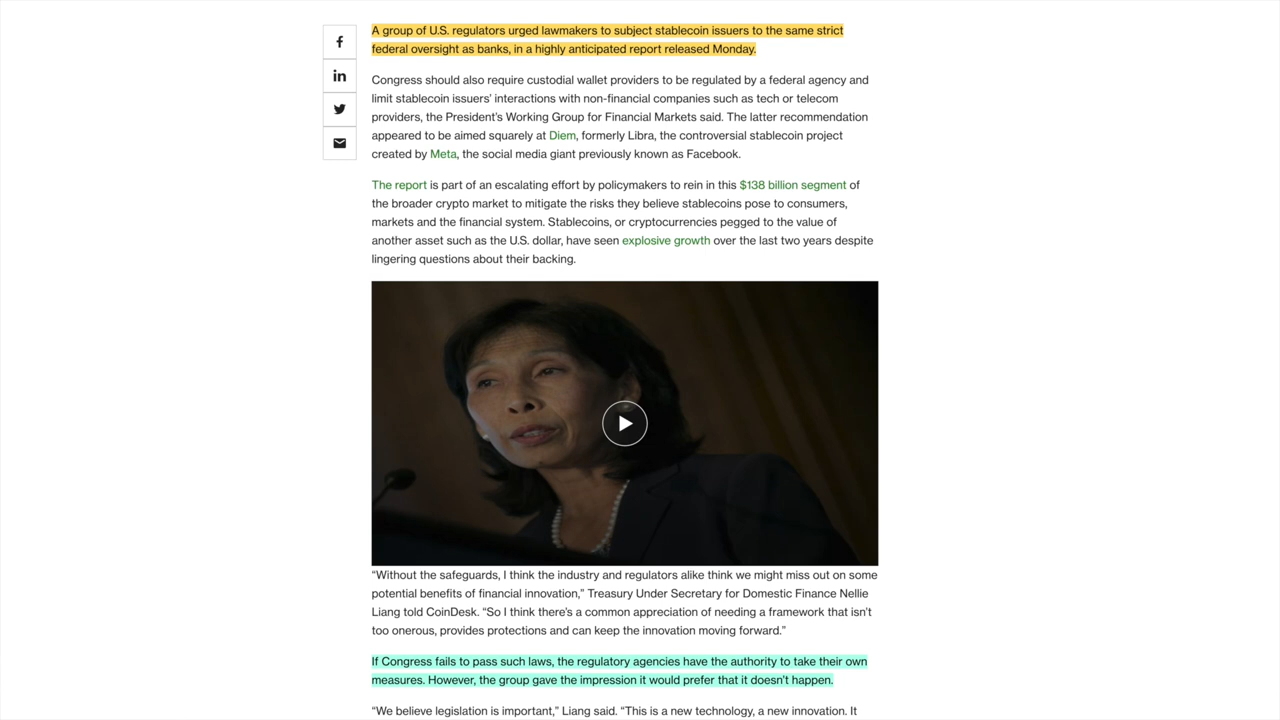 A group of U.S. regulators urged lawmakers to subject stablecoin issuers to the same strict
federal oversight as banks, in a highly anticipated report released Monday.
Congress should also require custodial wallet providers to be regulated by a federal agency and
limit stablecoin issuers’ interactions with non-financial companies such as tech or telecom
providers, the President’s Working Group for Financial Markets said. The latter recommendation
appeared to be aimed squarely at Diem, formerly Libra, the controversial stablecoin project
created by Meta, the social media giant previously known as Facebook.
The report is part of an escalating effort by policymakers to rein in this $138 billion segment of
the broader crypto market to mitigate the risks they believe stablecoins pose to consumers,
markets and the financial system. Stablecoins, or cryptocurrencies pegged to the value of
another asset such as the U.S. dollar, have seen explosive growth over the last two years despite
lingering questions about their backing.
“Without the safeguards, I think the industry and regulators alike think we might miss out on some
potential benefits of financial innovation,” Treasury Under Secretary for Domestic Finance Nellie
Liang told CoinDesk. “So I think there’s a common appreciation of needing a framework that isn’t
too onerous, provides protections and can keep the innovation moving forward.”
If Congress fails to pass such laws, the regulatory agencies have the authority to take their own
measures. However, the group gave the impression it would prefer that it doesn’t happen.
“We believe legislation is important,” Liang said. “This is a new technology, a new innovation. It